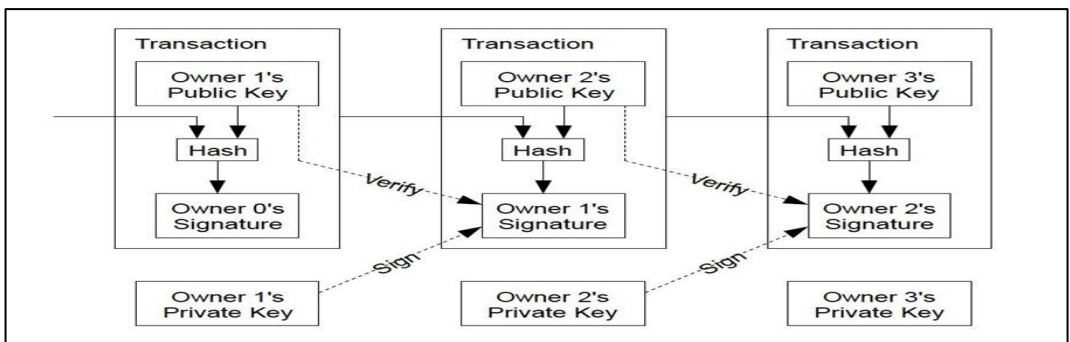 Transaction
Owner 1's
Public Key
Hash
Owner 0's
Signature
Transaction
Owner 2's
Public Key
Hash
Verify
Owner 1's
Signature
Transaction
Owner 3's
Public Key
Hash
Verify
Owner 2's
Signature
Sign
Sign
Owner 1's
Private Key
Owner 2's
Private Key
Owner 3's
Private Key